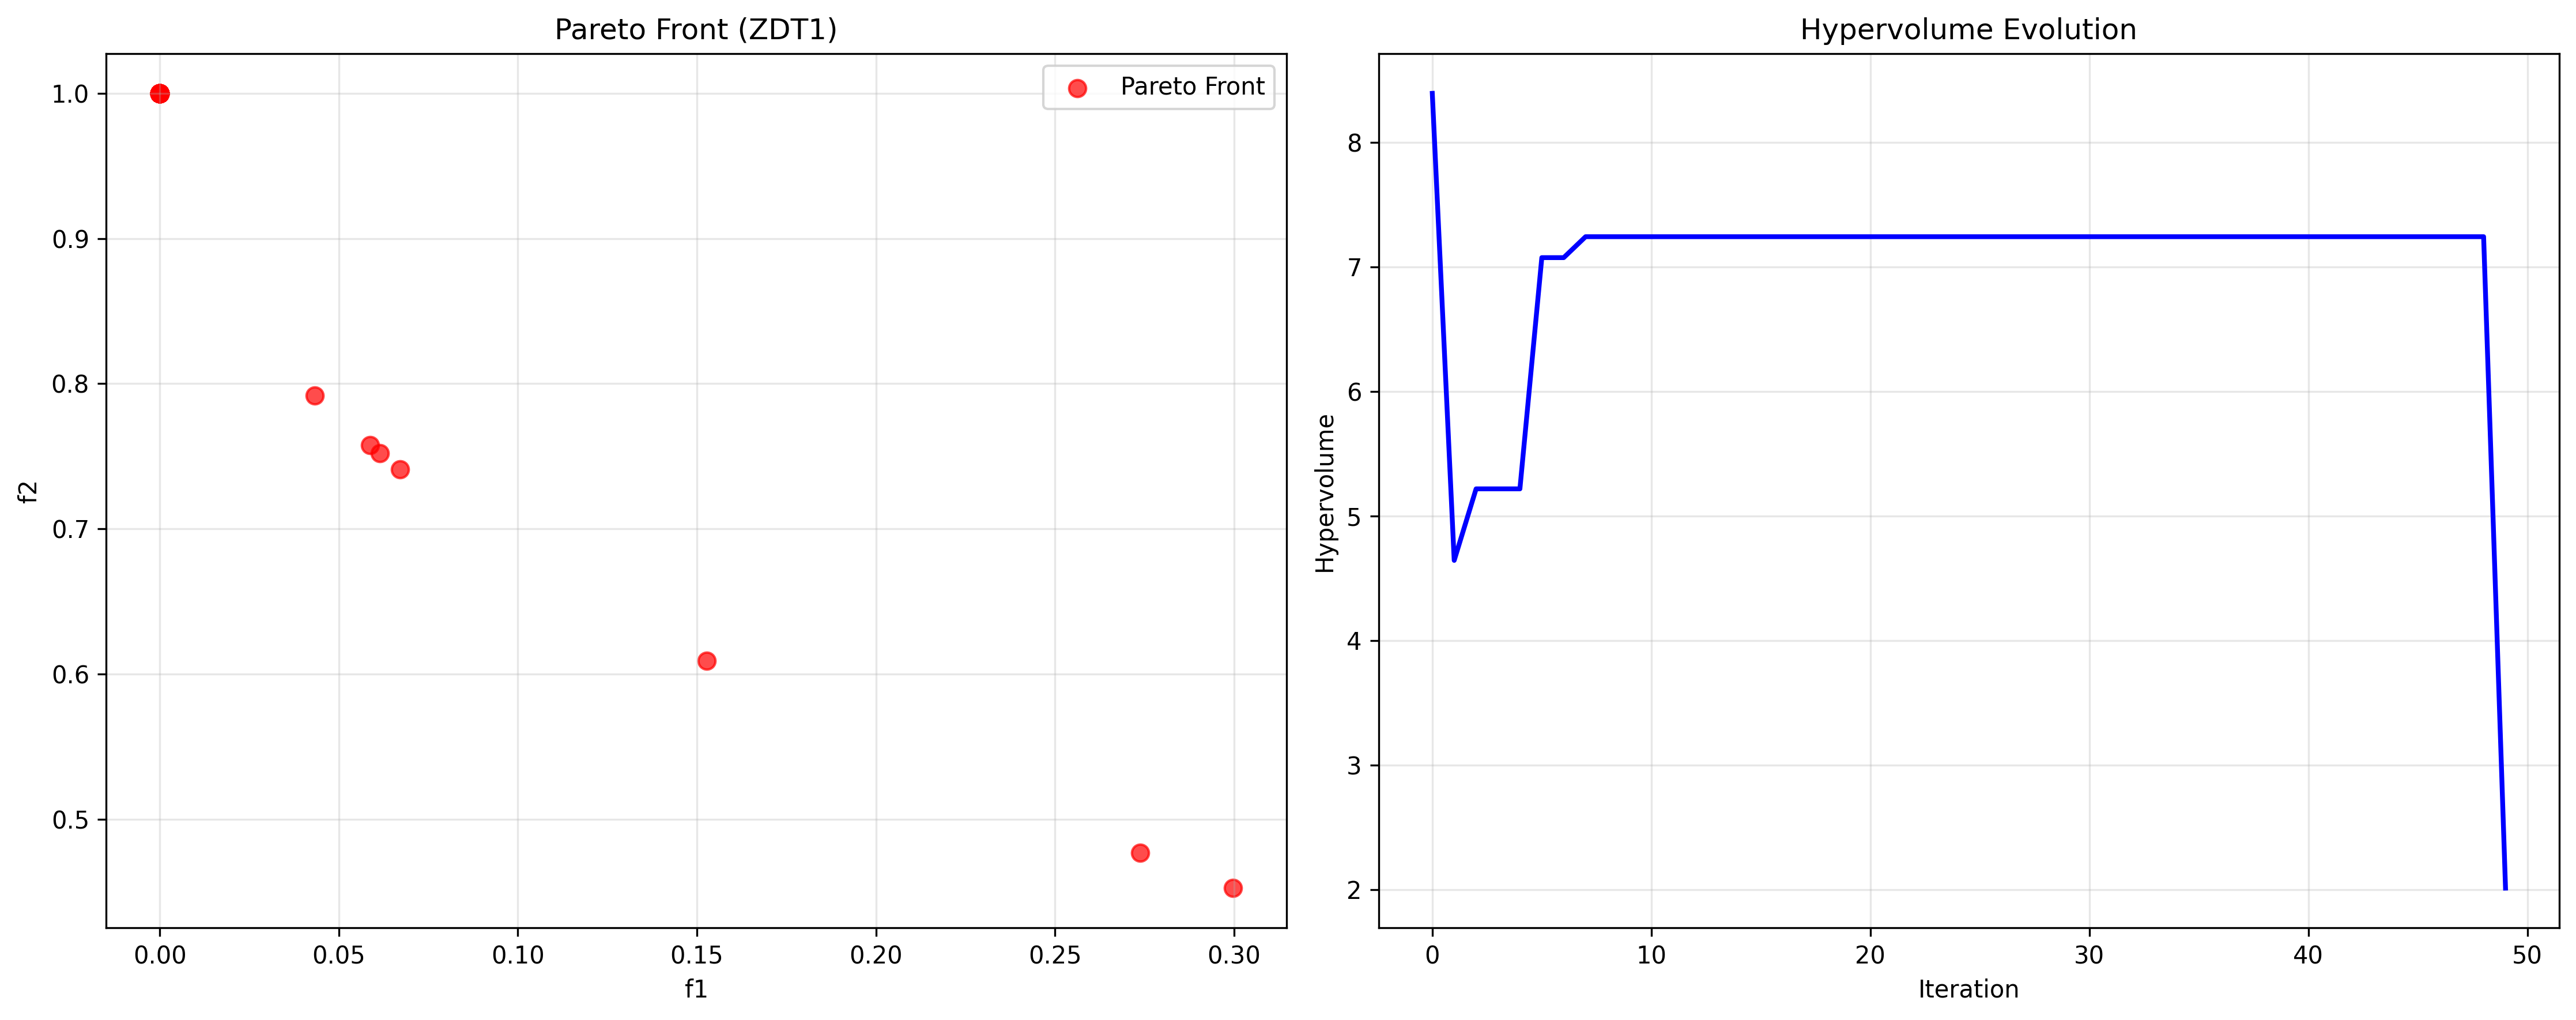 Pareto Front (ZDT1)
Pareto Front
1.0
0.9
0.8
0.7
0.6
0.5
f2
0.00 0.05 0.10 0.15 0.20 0.25 0.30
f1
Hypervolume Evolution
8
7
6
5
4
3
2
Hypervolume
0 10 20 30 40 50
Iteration